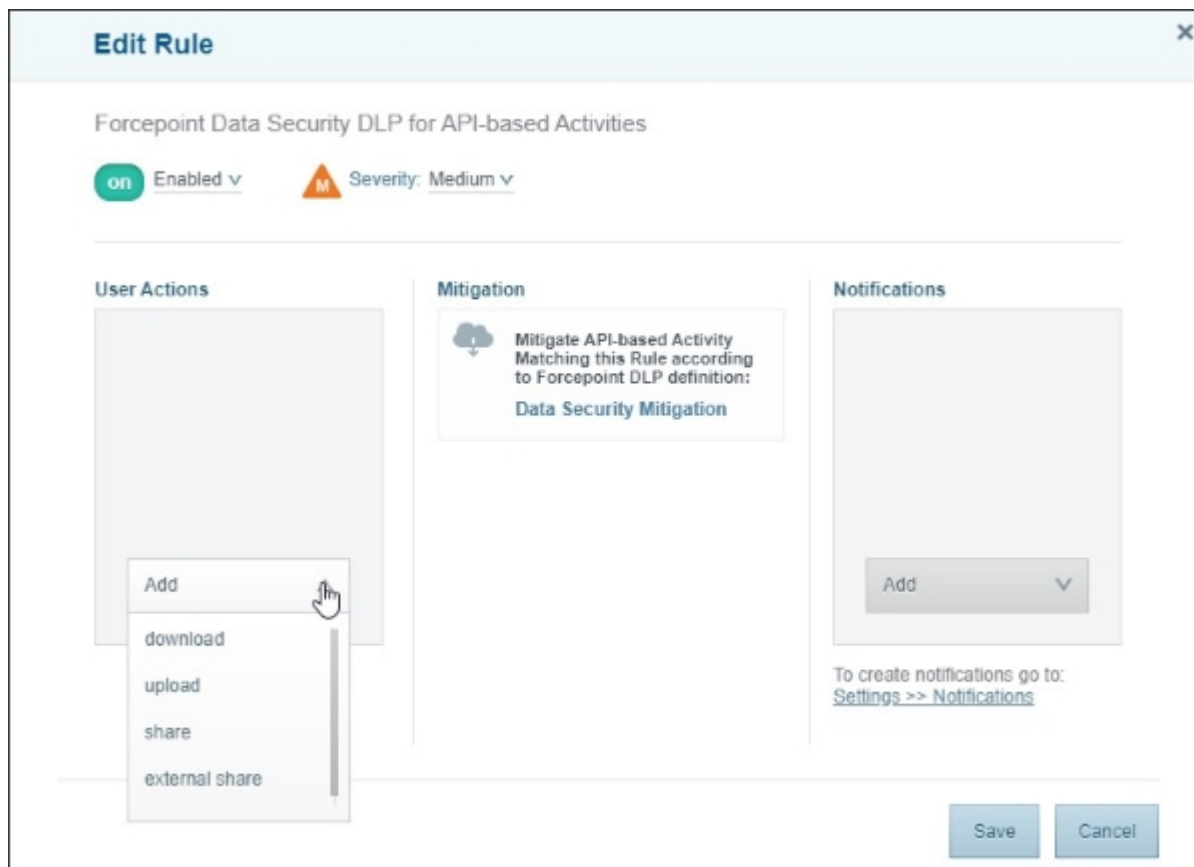 Edit Rule
Forcepoint Data Security DLP for API-based Activities
on Enabled
M Severity: Medium
User Actions
Add
download
upload
share
external share
Mitigation
Mitigate API-based Activity
Matching this Rule according
to Forcepoint DLP definition:
Data Security Mitigation
Notifications
Add
To create notifications go to:
Settings >> Notifications
Save
Cancel